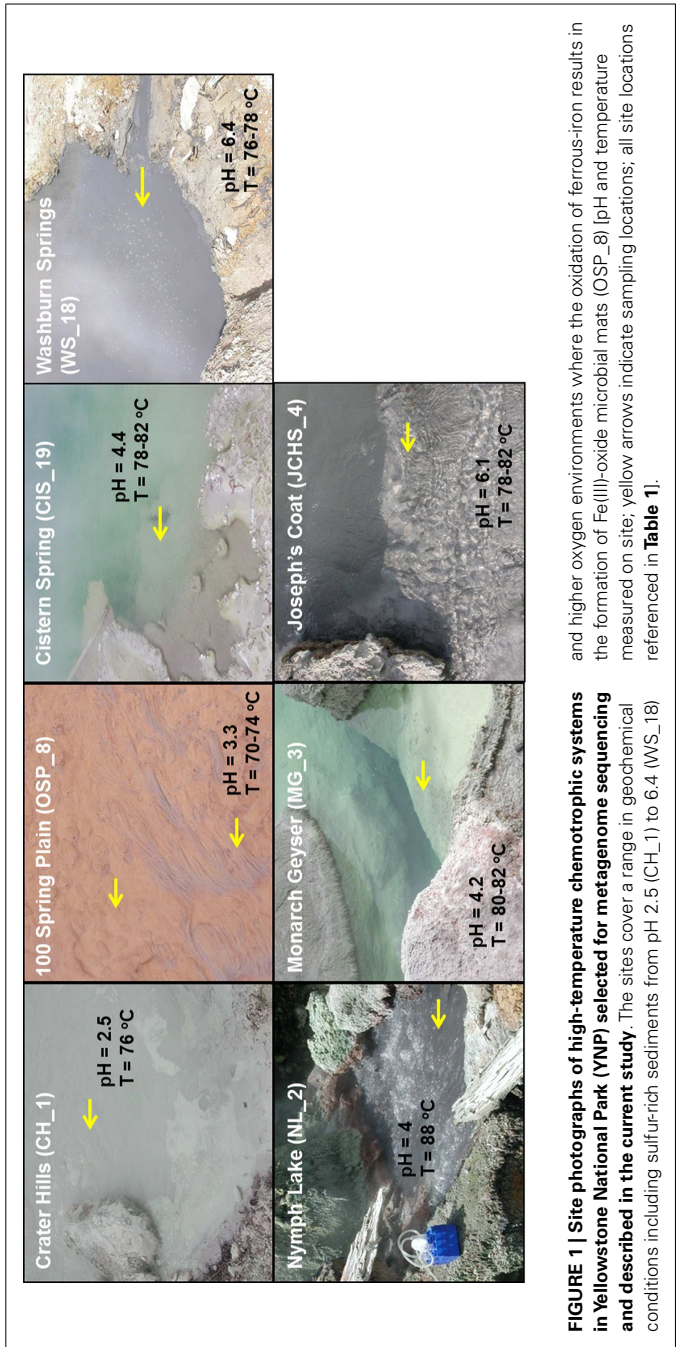 Crater Hills (CH_1)
pH = 2.5
T = 76 ºC
100 Spring Plain (OSP_8)
pH = 3.3
T = 70-74 ºC
Cistern Spring (CIS_19)
pH = 4.4
T = 78-82 ºC
Washburn Springs
(WS_18)
pH = 6.4
T = 76-78 ºC
Nymph Lake (NL_2)
pH = 4
T = 88 ºC
Monarch Geyser (MG_3)
pH = 4.2
T = 80-82 ºC
Joseph's Coat (JCHS_4)
pH = 6.1
T = 78-82 ºC
FIGURE 1 | Site photographs of high-temperature chemotrophic systems
in Yellowstone National Park (YNP) selected for metagenome sequencing
and described in the current study. The sites cover a range in geochemical
conditions including sulfur-rich sediments from pH 2.5 (CH_1) to 6.4 (WS_18)
and higher oxygen environments where the oxidation of ferrous-iron results in
the formation of Fe(III)-oxide microbial mats (OSP_8) [pH and temperature
measured on site; yellow arrows indicate sampling locations; all site locations
referenced in Table 1].